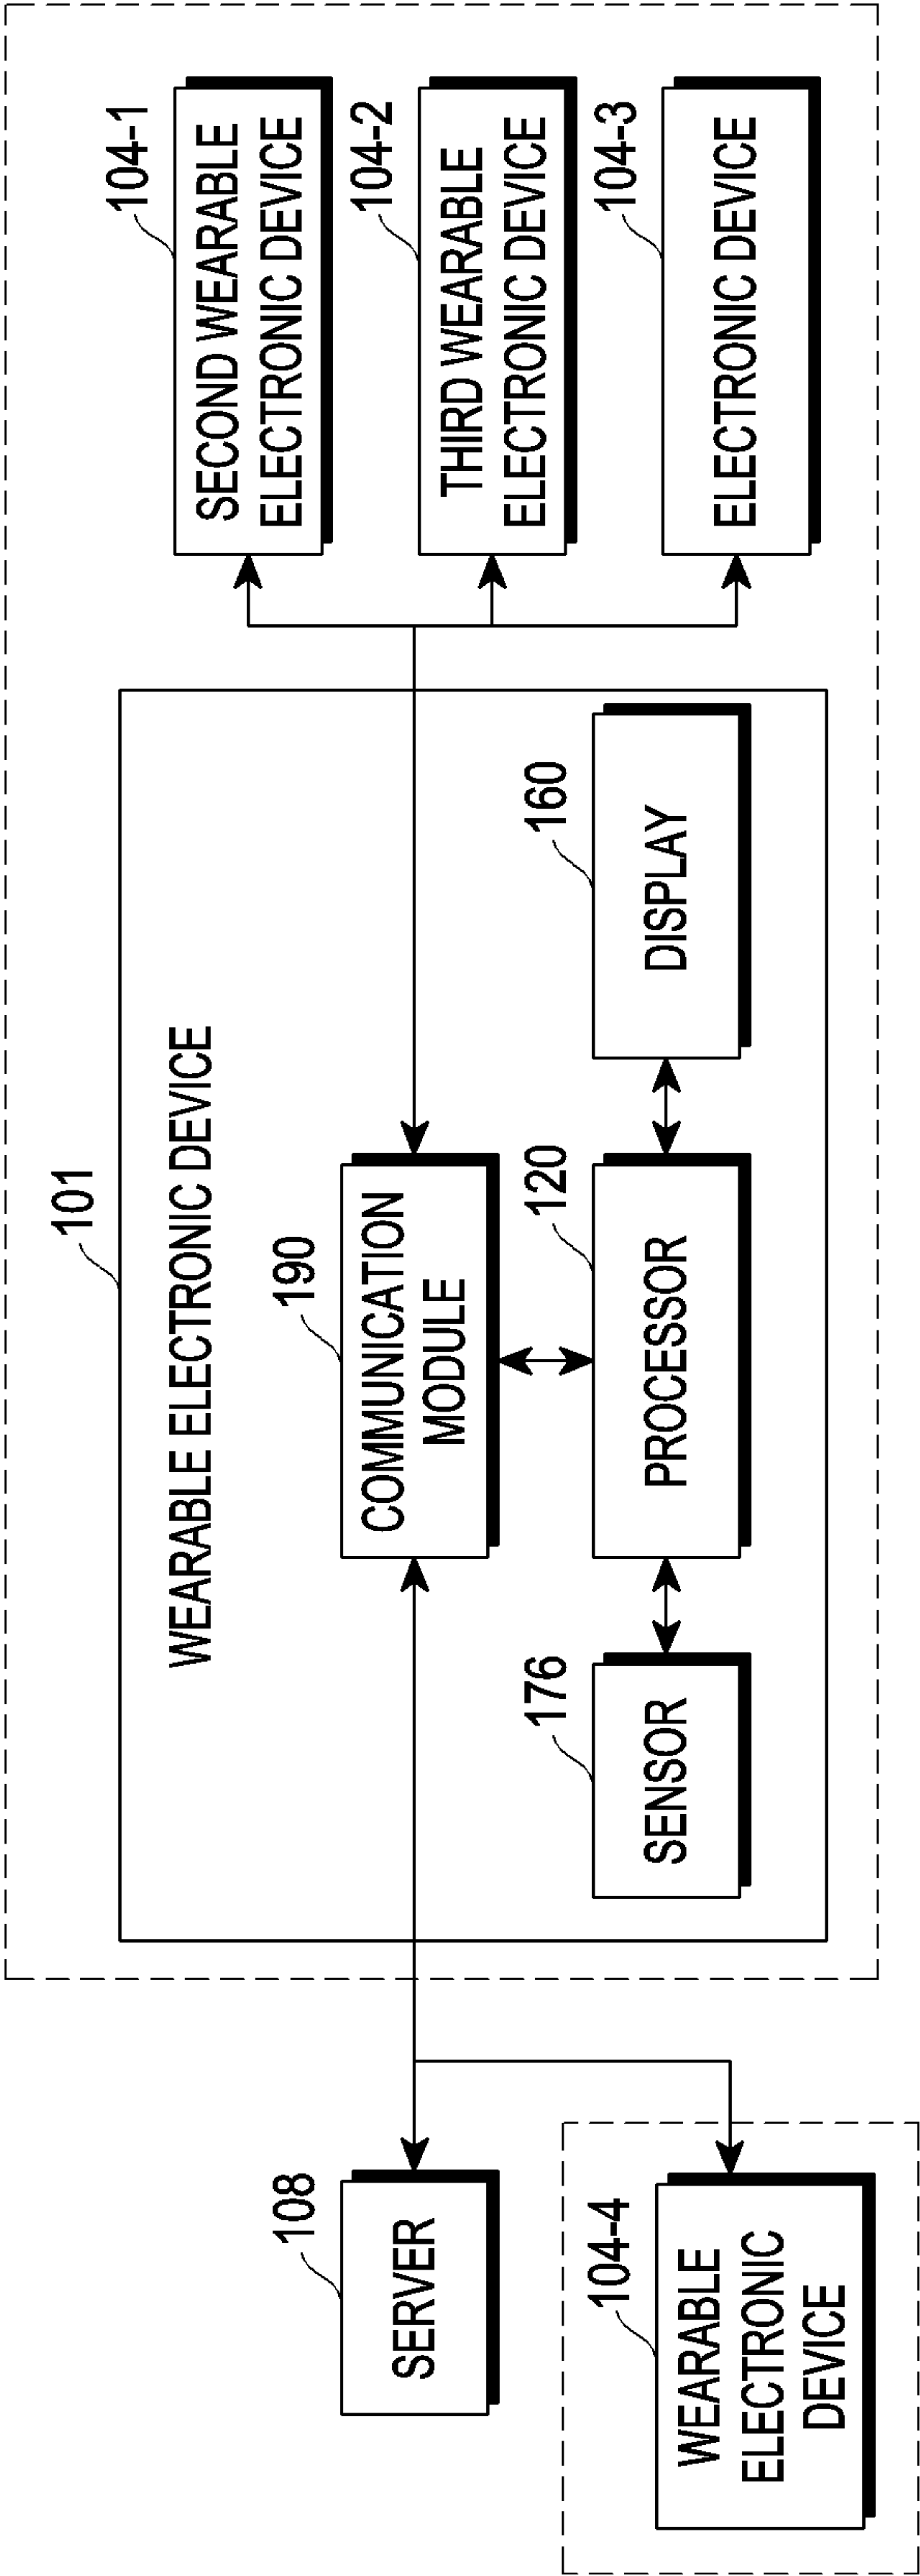 101
WEARABLE ELECTRONIC DEVICE
108
SERVER
190
COMMUNICATION
MODULE
104-1
SECOND WEARABLE
ELECTRONIC DEVICE
104-2
THIRD WEARABLE
ELECTRONIC DEVICE
104-3
ELECTRONIC DEVICE
176
SENSOR
120
PROCESSOR
160
DISPLAY
104-4
WEARABLE
ELECTRONIC
DEVICE